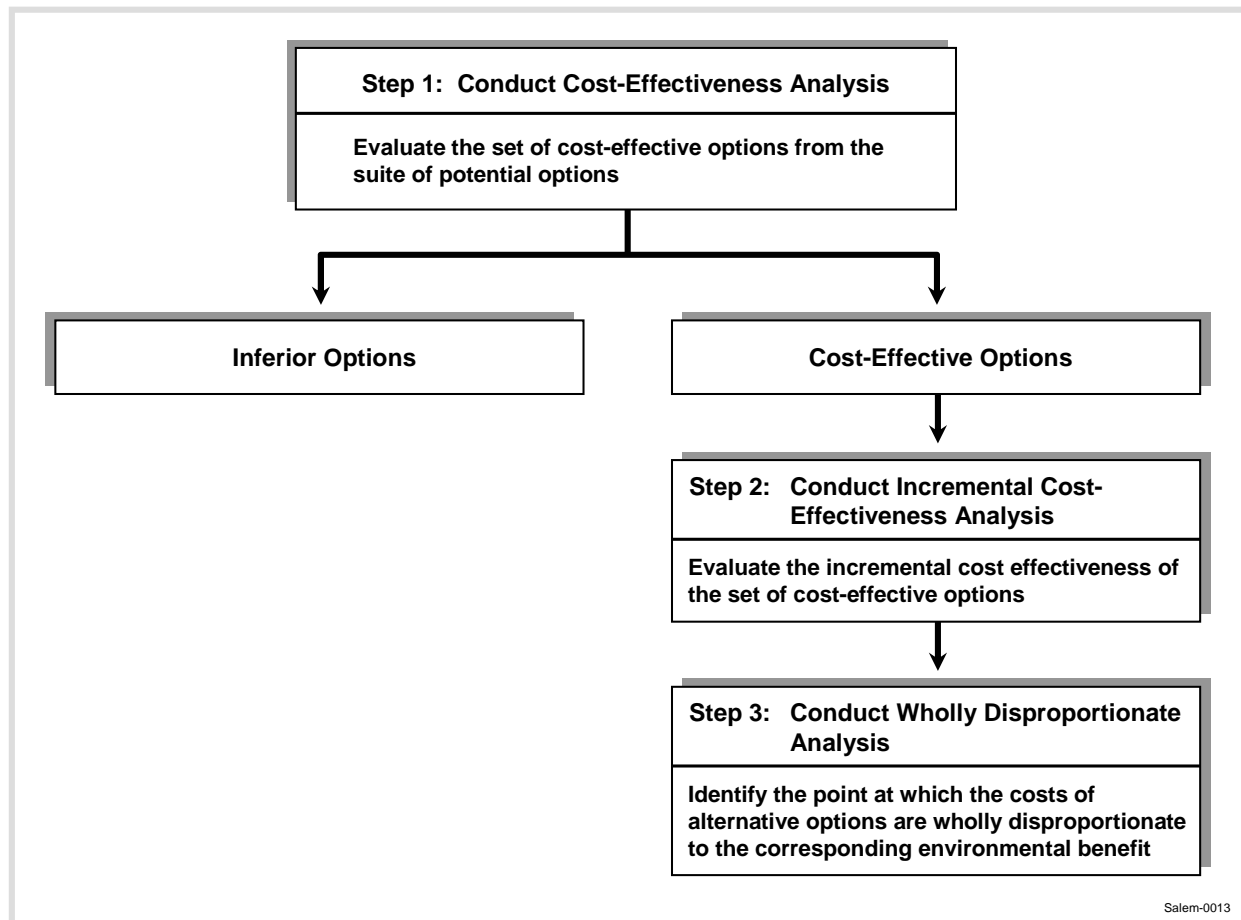 Step 1: Conduct Cost-Effectiveness Analysis
Evaluate the set of cost-effective options from the
suite of potential options
Inferior Options
Cost-Effective Options
Step 2: Conduct Incremental Cost-
Effectiveness Analysis
Evaluate the incremental cost effectiveness of
the set of cost-effective options
Step 3: Conduct Wholly Disproportionate
Analysis
Identify the point at which the costs of
alternative options are wholly disproportionate
to the corresponding environmental benefit
Salem-0013